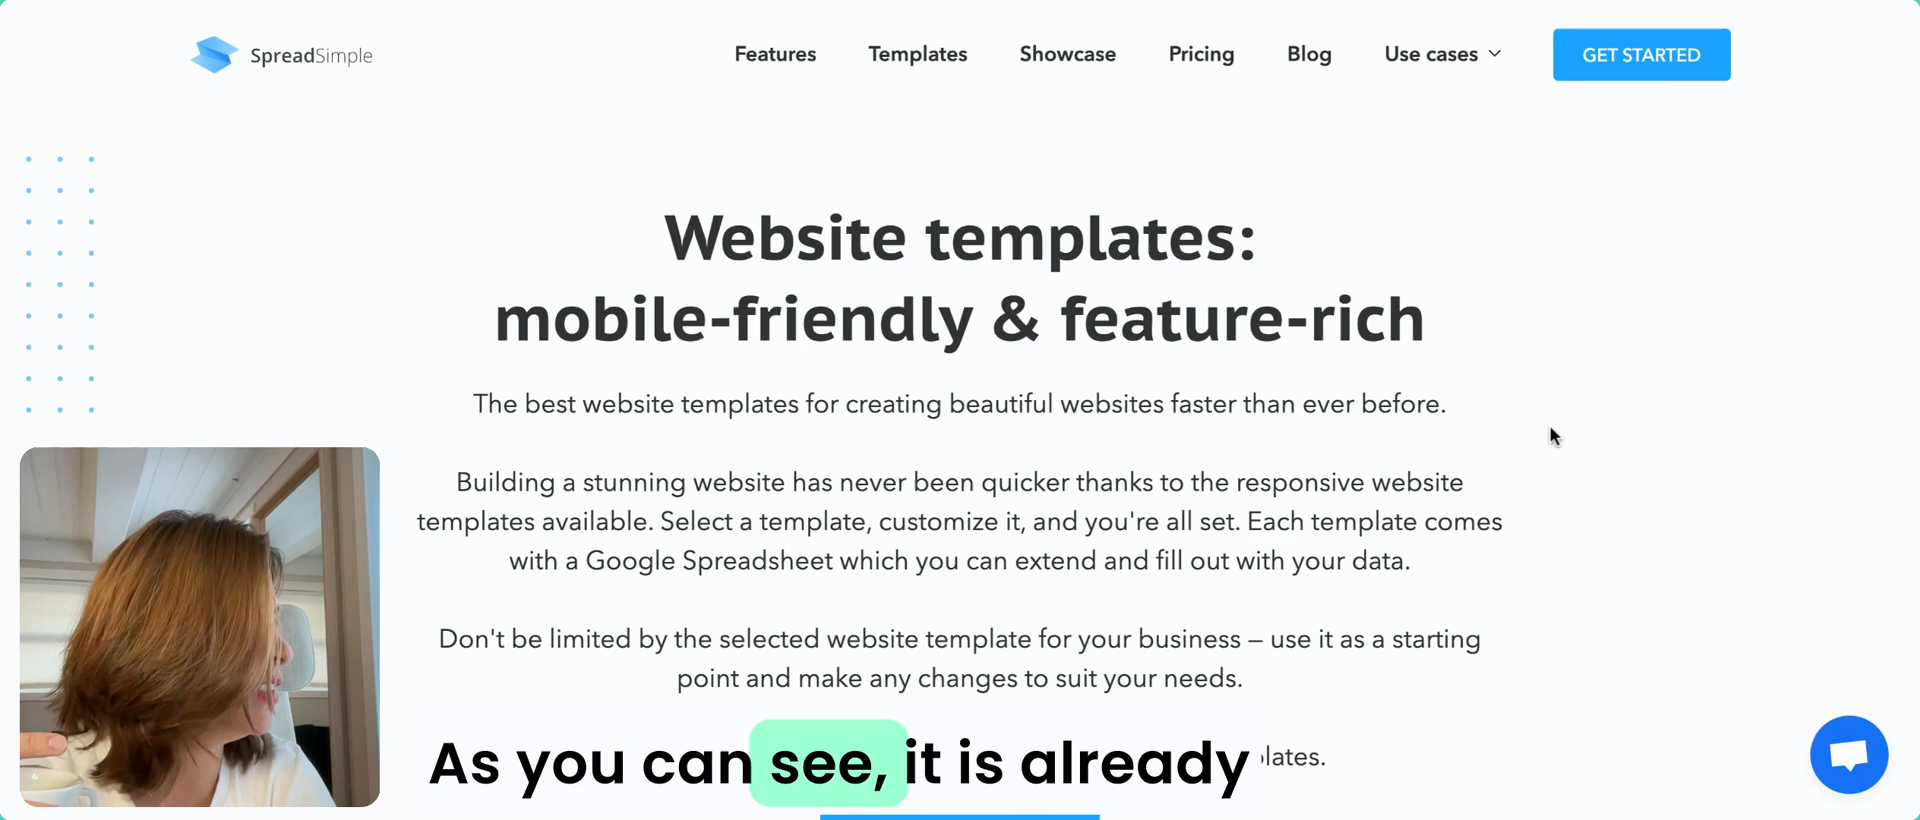 SpreadSimple
Features
Templates
Showcase
Pricing
Blog
Use cases
GET STARTED
Website templates:
mobile-friendly & feature-rich
The best website templates for creating beautiful websites faster than ever before.
Building a stunning website has never been quicker thanks to the responsive website
templates available. Select a template, customize it, and you're all set. Each template comes
with a Google Spreadsheet which you can extend and fill out with your data.
Don't be limited by the selected website template for your business – use it as a starting
point and make any changes to suit your needs.
As you can see, it is already